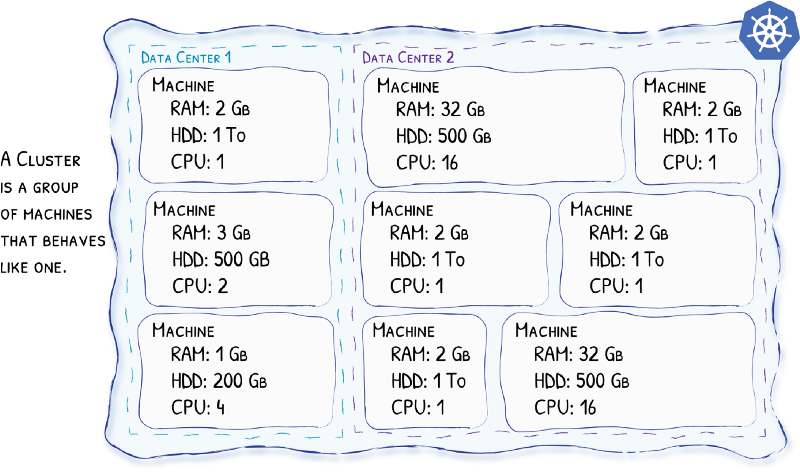 A Cluster
is a group
of machines
that behaves
like one.
Data Center 1
Machine
RAM: 2 Gb
HDD: 1 To
CPU: 1
Machine
RAM: 3 Gb
HDD: 500 GB
CPU: 2
Machine
RAM: 1 Gb
HDD: 200 Gb
CPU: 4
Data Center 2
Machine
RAM: 32 Gb
HDD: 500 Gb
CPU: 16
Machine
RAM: 2 Gb
HDD: 1 To
CPU: 1
Machine
RAM: 2 Gb
HDD: 1 To
CPU: 1
Machine
RAM: 2 Gb
HDD: 1 To
CPU: 1
Machine
RAM: 2 Gb
HDD: 1 To
CPU: 1
Machine
RAM: 32 Gb
HDD: 500 Gb
CPU: 16